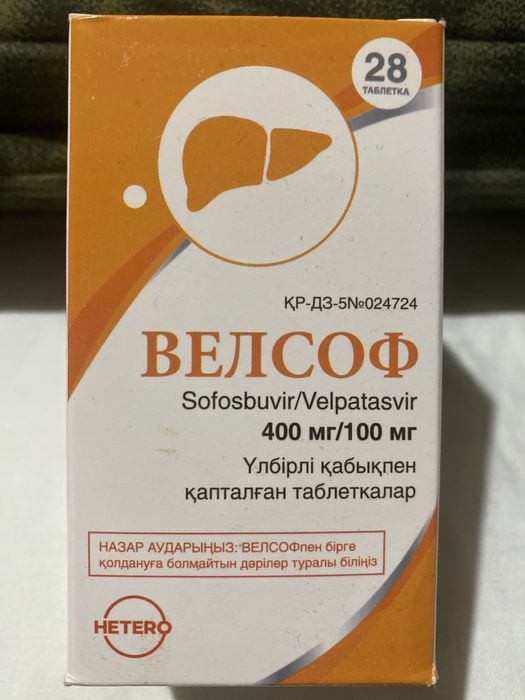 28
ТАБЛЕТКА
ҚР-ДЗ-5№024724
ВЕЛСОФ
Sofosbuvir/Velpatasvir
400 мг/100 мг
Үлбірлі қабықпен
қапталған таблеткалар
НАЗАР АУДАРЫҢЫЗ: ВЕЛСОФпен бірге
қолдануға болмайтын дәрілер туралы біліңіз
HETERO